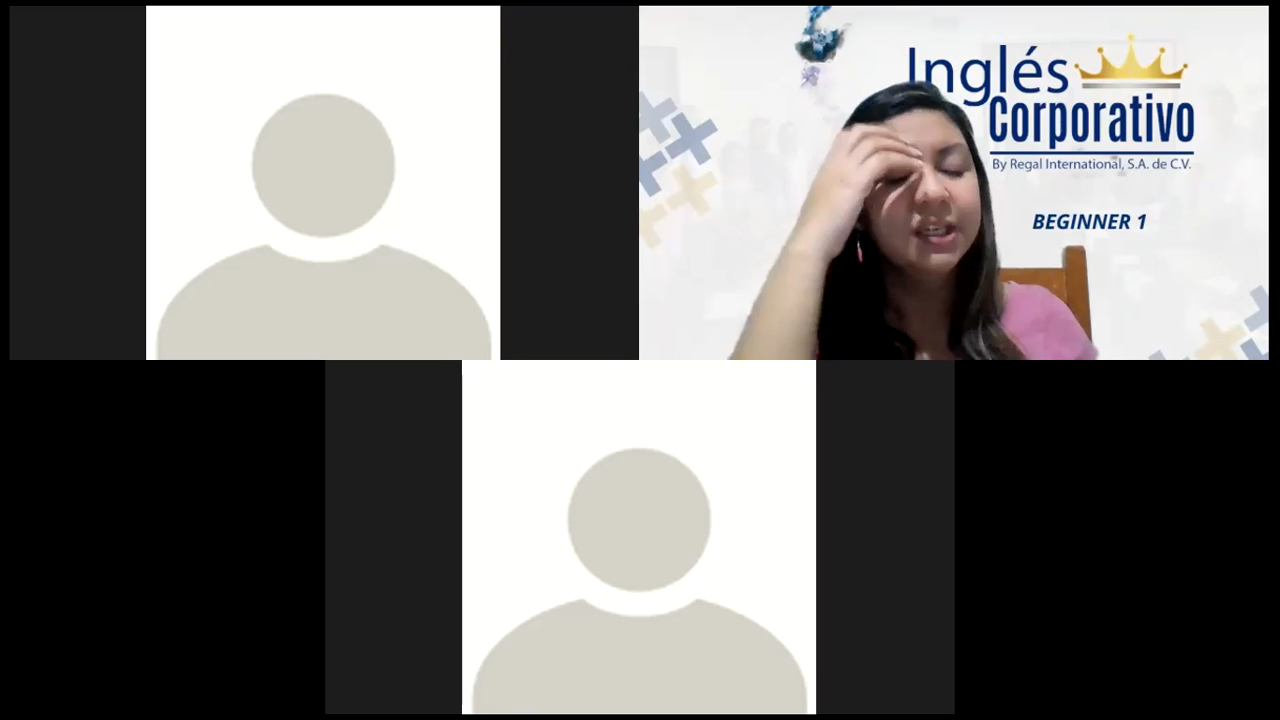 Inglés
Corporativo
By Regal International, S.A. de C.V.
BEGINNER 1